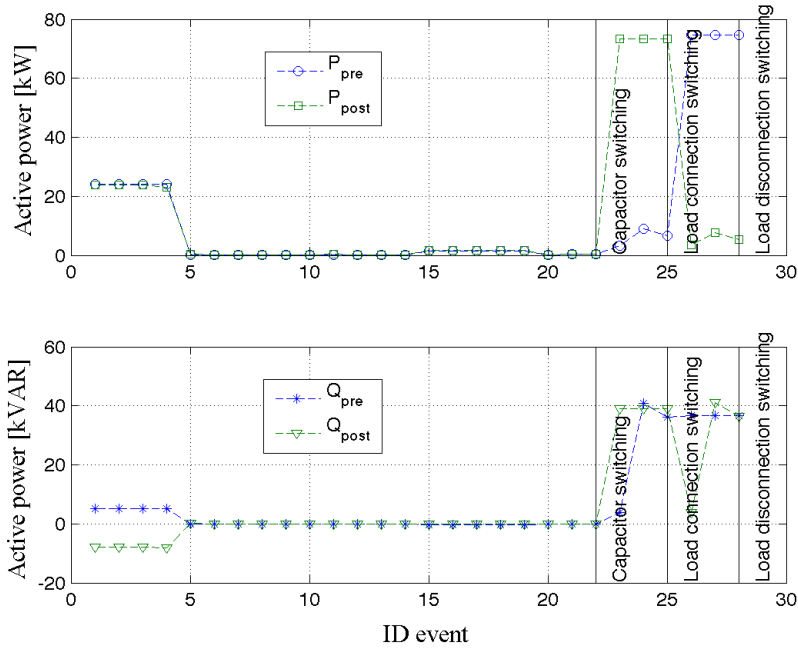 80
60
40
20
0
Active power [kW]
P_pre
P_post
Capacitor switching
Load connection switching
Load disconnection switching
0
5
10
15
20
25
30
60
40
20
0
-20
Active power [kVAR]
Q_pre
Q_post
Capacitor switching
Load connection switching
Load disconnection switching
0
5
10
15
20
25
30
ID event